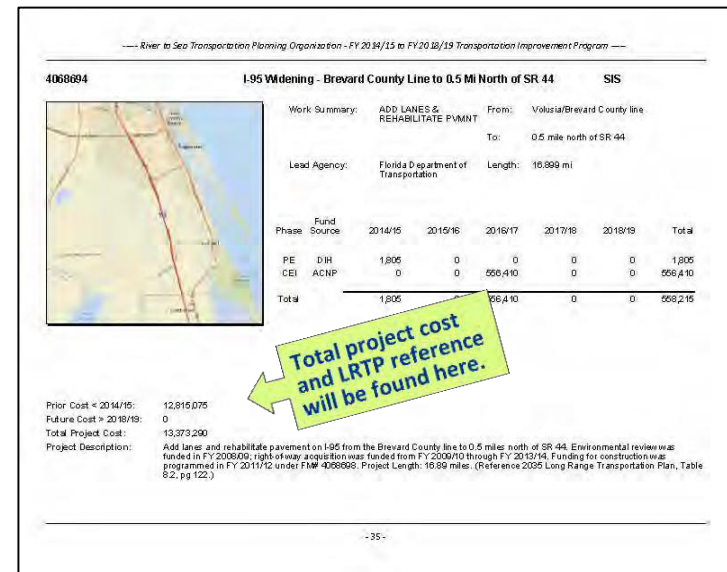 ---- River to Sea Transportation Planning Organization - FY 2014/15 to FY 2018/19 Transportation Improvement Program ----
4068694 I-95 Widening - Brevard County Line to 0.5 Mi North of SR 44 SIS
Work Summary: ADD LANES & REHABILITATE PVMNT From: Volusia/Brevard County line
To: 0.5 mile north of SR 44
Lead Agency: Florida Department of Transportation Length: 16.899 mi
Phase Fund Source 2014/15 2015/16 2016/17 2017/18 2018/19 Total
PE DIH 1,805 0 0 0 0 1,805
CEI ACNP 0 0 556,410 0 0 556,410
Total 1,805 0 556,410 0 0 558,215
Total project cost
and LRTP reference
will be found here.
Prior Cost < 2014/15: 12,815,075
Future Cost > 2018/19: 0
Total Project Cost: 13,373,290
Project Description: Add lanes and rehabilitate pavement on I-95 from the Brevard County line to 0.5 miles north of SR 44. Environmental review was
funded in FY 2008/09; right-of-way acquisition was funded from FY 2009/10 through FY 2013/14. Funding for construction was
programmed in FY 2011/12 under FM# 4068698. Project Length: 16.89 miles. (Reference 2035 Long Range Transportation Plan, Table
8.2, pg 122.)
- 35 -